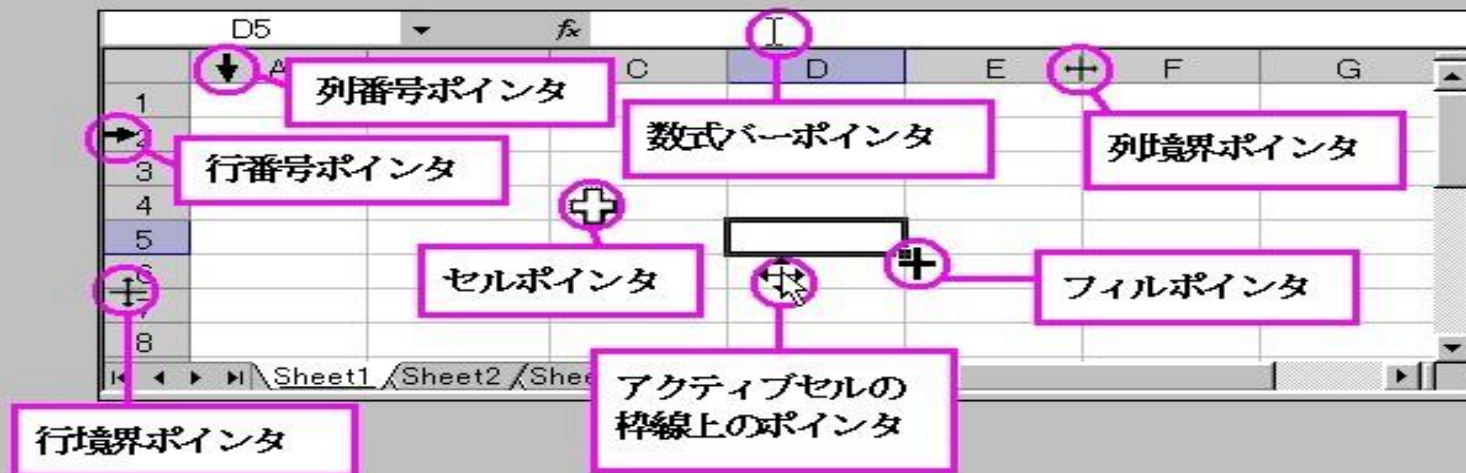 D5 fx
A C D E F G
列番号ポインタ
数式バーポインタ
列境界ポインタ
1
2
行番号ポインタ
3
4
5
セルポインタ
フィルポインタ
6
7
8
Sheet1 Sheet2 Shee
アクティブセルの
枠線上のポインタ
行境界ポインタ